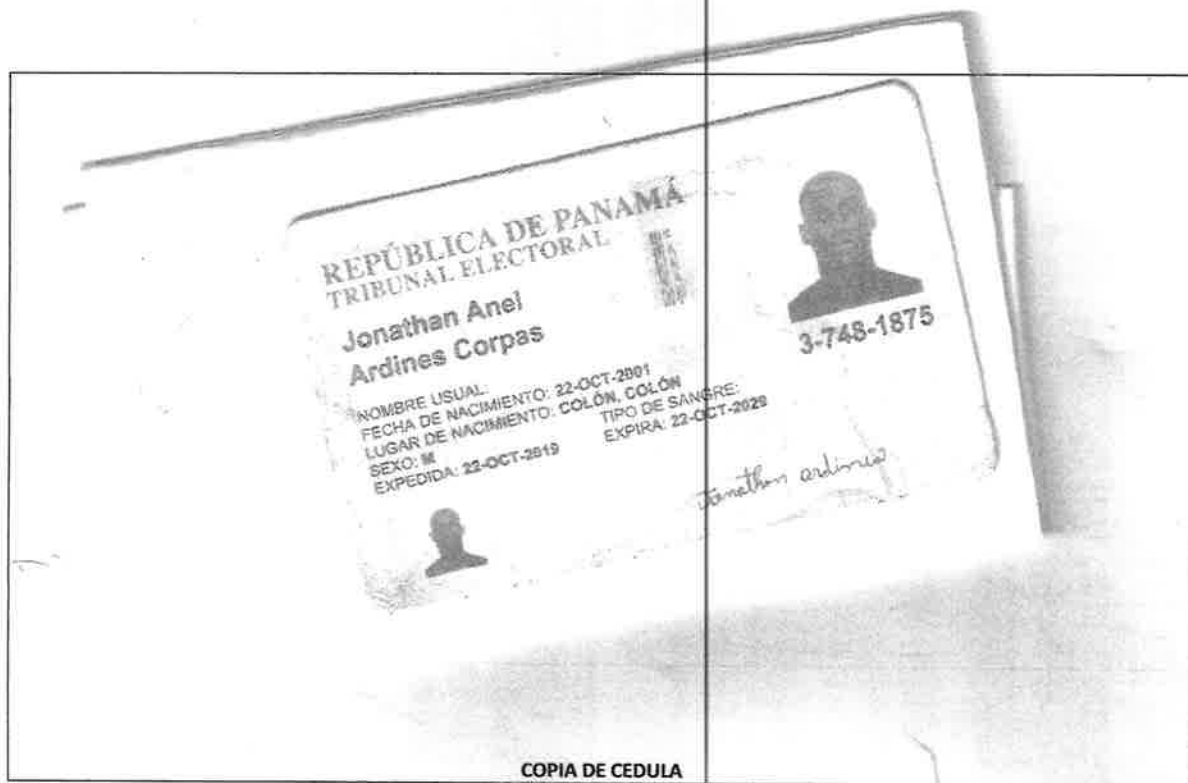 REPÚBLICA DE PANAMÁ
TRIBUNAL ELECTORAL
Jonathan Anel
Ardines Corpas
3-748-1875
NOMBRE USUAL:
FECHA DE NACIMIENTO: 22-OCT-2001
LUGAR DE NACIMIENTO: COLÓN, COLÓN
SEXO: M TIPO DE SANGRE:
EXPEDIDA: 22-OCT-2019 EXPIRA: 22-OCT-2029
Jonathan ardines
COPIA DE CEDULA